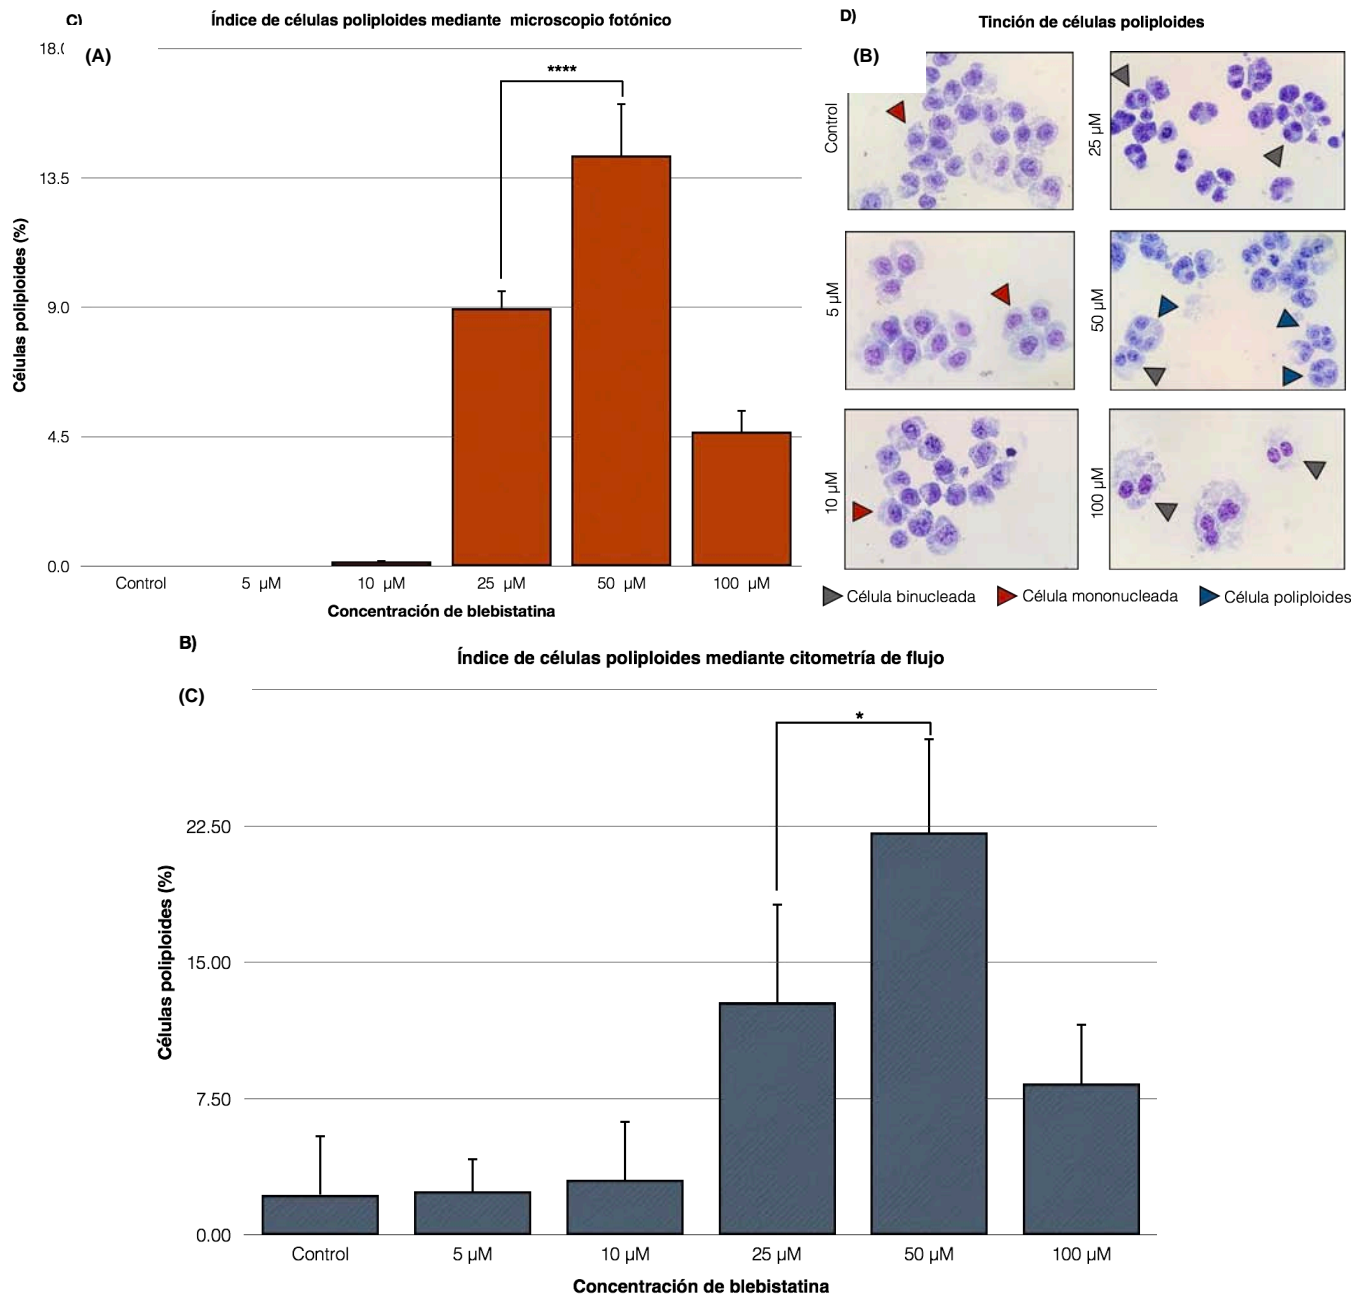 C)
Índice de células poliploides mediante microscopio fotónico
(A)
****
Células poliploides (%)
18.0
13.5
9.0
4.5
0.0
Control
5 µM
10 µM
25 µM
50 µM
100 µM
Concentración de blebistatina
D)
Tinción de células poliploides
(B)
Control
25 µM
5 µM
50 µM
10 µM
100 µM
Célula binucleada
Célula mononucleada
Célula poliploides
B)
Índice de células poliploides mediante citometría de flujo
(C)
*
Células poliploides (%)
22.50
15.00
7.50
0.00
Control
5 µM
10 µM
25 µM
50 µM
100 µM
Concentración de blebistatina